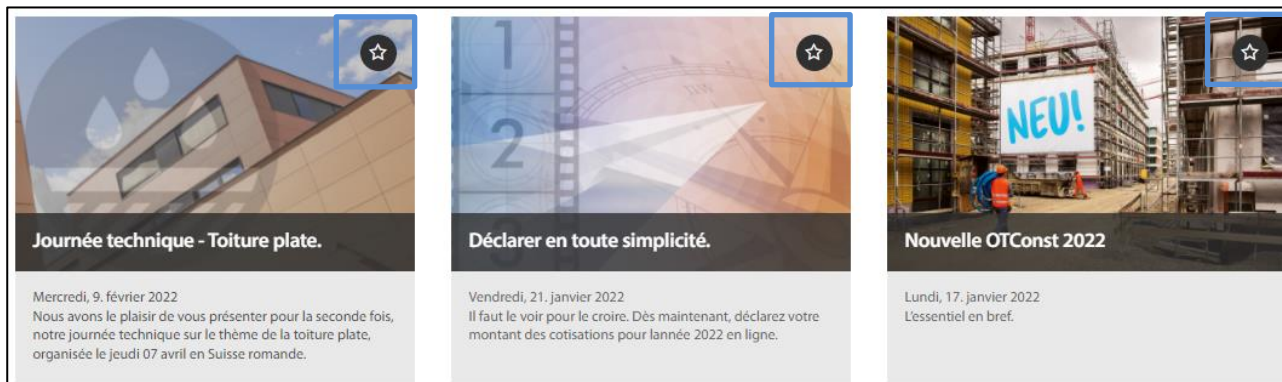 Journée technique - Toiture plate.
Mercredi, 9. février 2022
Nous avons le plaisir de vous présenter pour la seconde fois,
notre journée technique sur le thème de la toiture plate,
organisée le jeudi 07 avril en Suisse romande.
1
2
3
Déclarer en toute simplicité.
Vendredi, 21. janvier 2022
Il faut le voir pour le croire. Dès maintenant, déclarez votre
montant des cotisations pour lannée 2022 en ligne.
NEU!
Nouvelle OTConst 2022
Lundi, 17. janvier 2022
L'essentiel en bref.